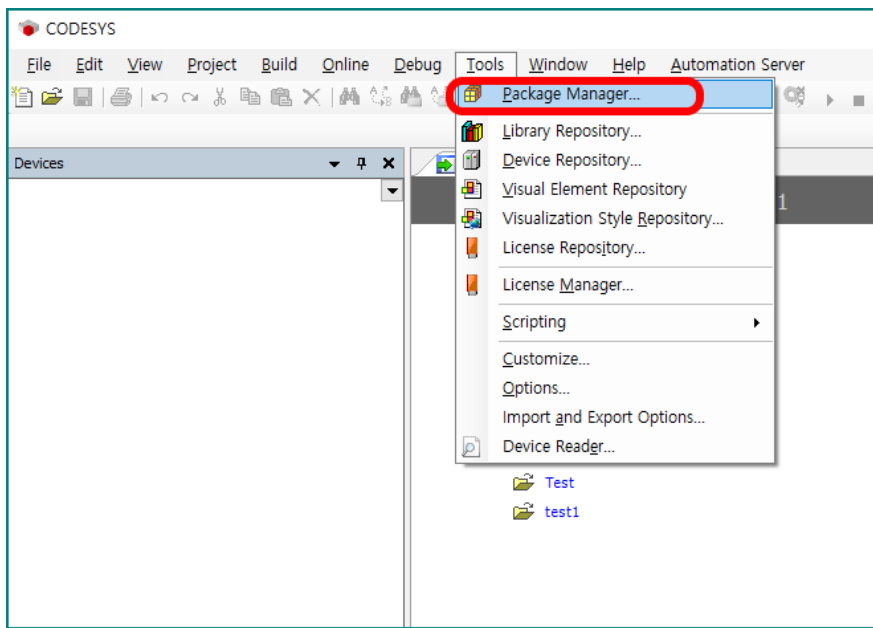 CODESYS
File Edit View Project Build Online Debug Tools Window Help Automation Server
Package Manager...
Library Repository...
Devices
Device Repository...
Visual Element Repository
1
Visualization Style Repository...
License Repository...
License Manager...
Scripting
Customize...
Options...
Import and Export Options...
Device Reader...
Test
test1